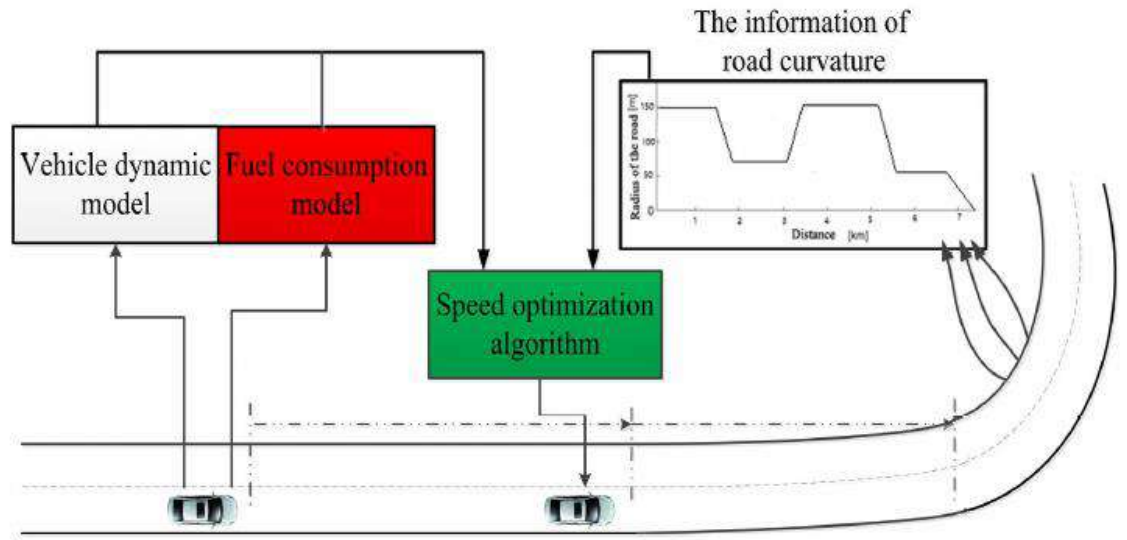 The information of
road curvature
Vehicle dynamic
model
Fuel consumption
model
Radius of the road [m]
150
100
50
0
1
2
3
4
5
6
7
Distance [km]
Speed optimization
algorithm